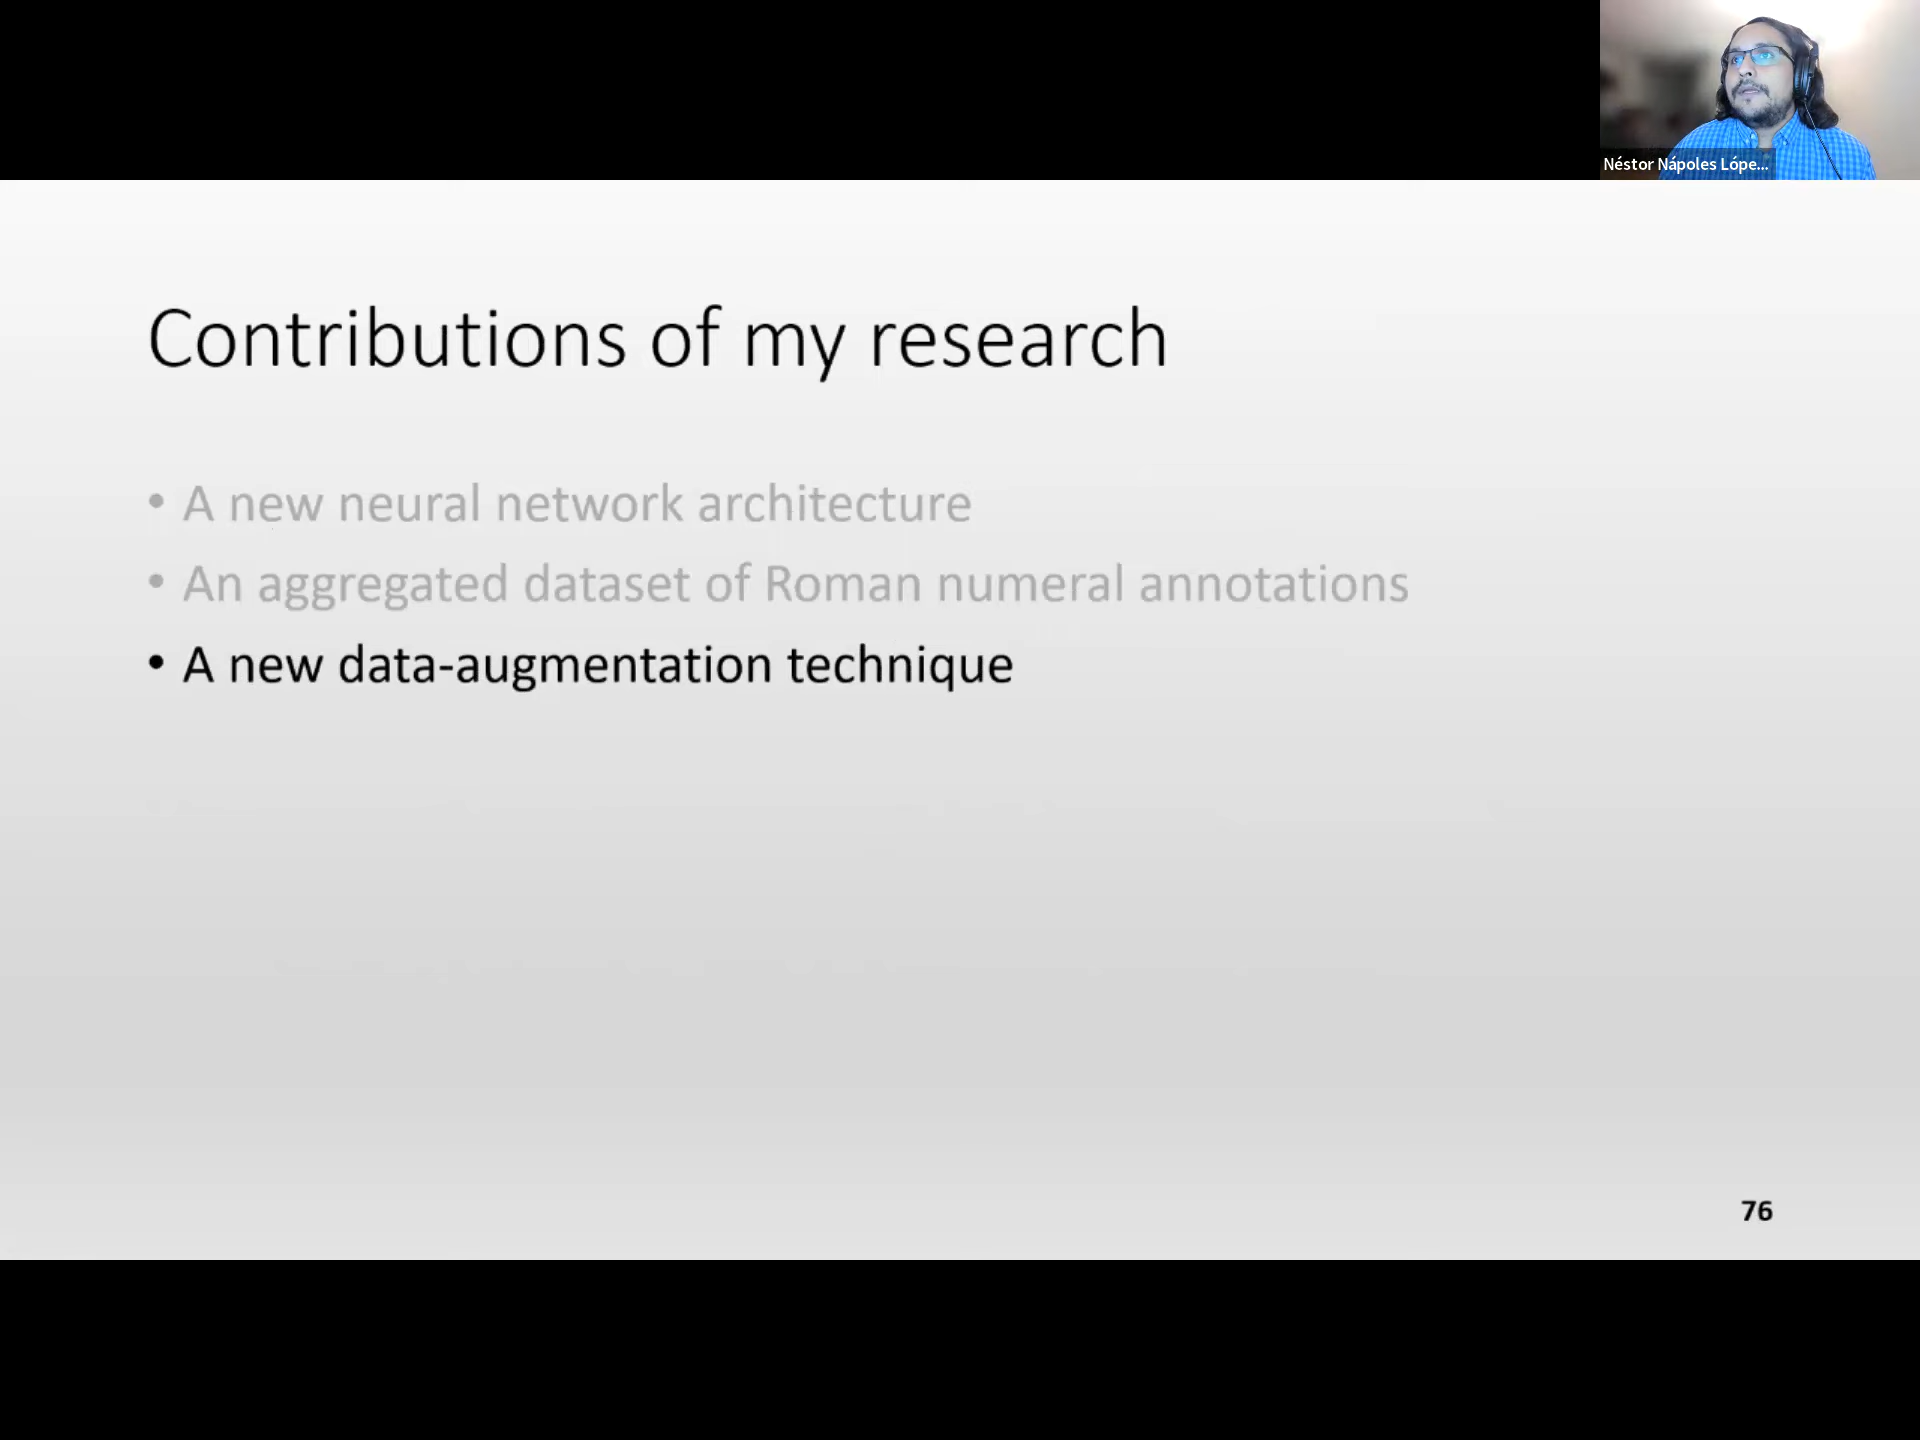 Néstor Nápoles Lópe...
Contributions of my research
• A new neural network architecture
• An aggregated dataset of Roman numeral annotations
• A new data-augmentation technique
76